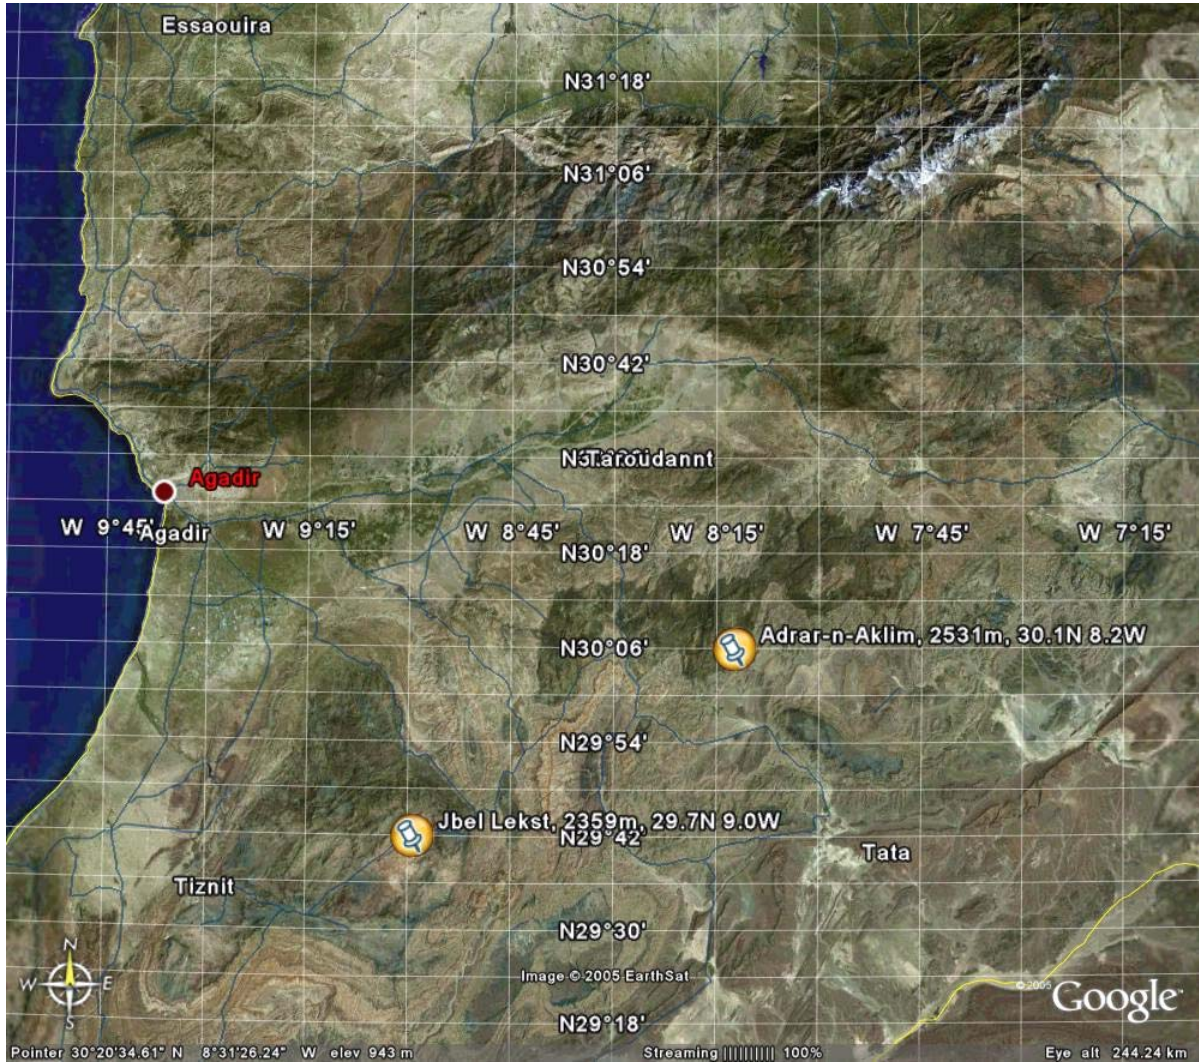 Essaouira
N31°18'
N31°06'
N30°54'
N30°42'
Taroudannt
Agadir
W 9°45'
Agadir
W 9°15'
W 8°45'
W 8°15'
W 7°45'
W 7°15'
N30°18'
N30°06'
Adrar-n-Aklim, 2531m, 30.1N 8.2W
N29°54'
Jbel Lekst, 2359m, 29.7N 9.0W
N29°42'
Tata
Tiznit
N29°30'
N
W E
S
Image © 2005 EarthSat
© 2005 Google
N29°18'
Pointer 30°20'34.61" N 8°31'26.24" W elev 943 m Streaming |||||||||| 100% Eye alt 244.24 km